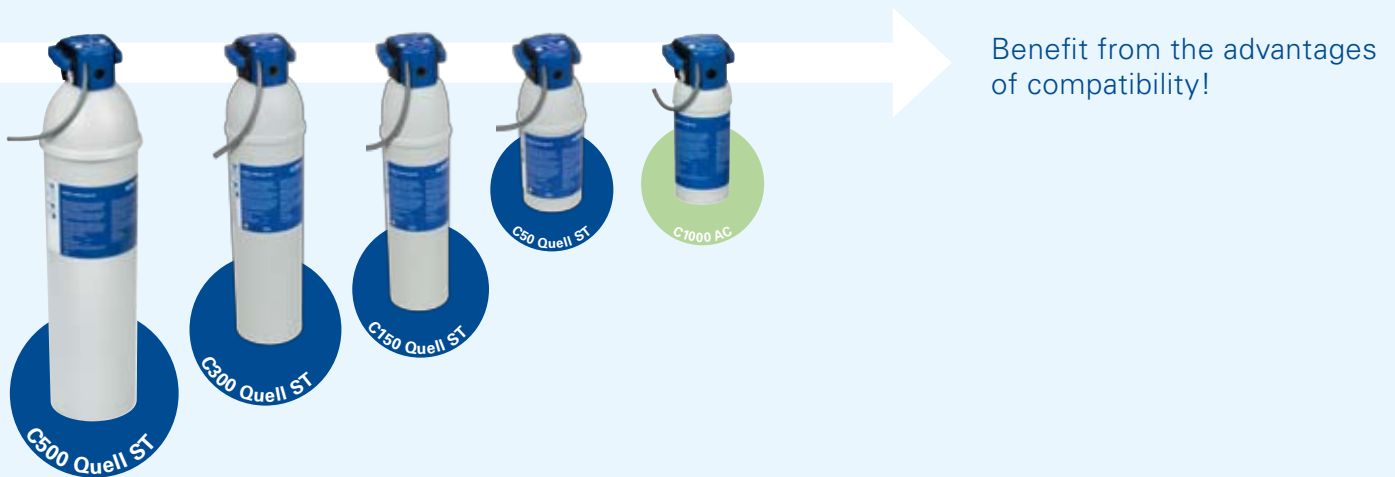 Benefit from the advantages
of compatibility!
C500 Quell ST
C300 Quell ST
C150 Quell ST
C50 Quell ST
C1000 AC